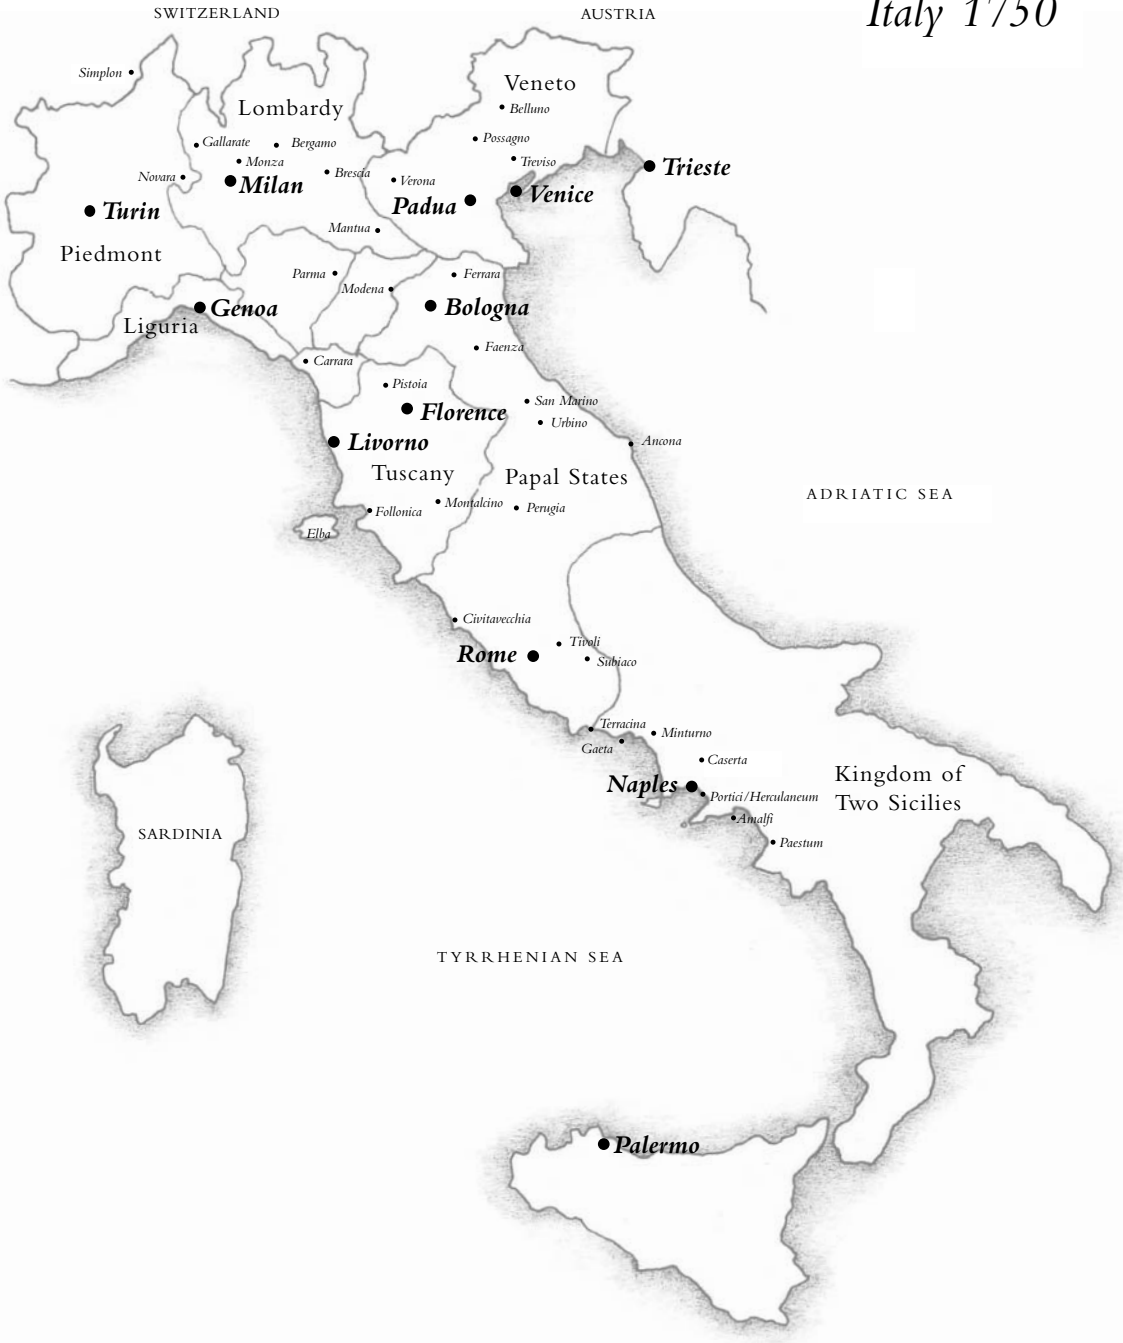 SWITZERLAND
AUSTRIA
Italy 1750
Simplon
Veneto
Lombardy
Belluno
Gallarate
Bergamo
Possagno
Monza
Treviso
Trieste
Novara
Milan
Brescia
Verona
Venice
Padua
Turin
Mantua
Piedmont
Parma
Ferrara
Modena
Genoa
Bologna
Liguria
Faenza
Carrara
Pistoia
San Marino
Florence
Urbino
Livorno
Ancona
Tuscany
Papal States
ADRIATIC SEA
Montalcino
Perugia
Follonica
Elba
Civitavecchia
Tivoli
Rome
Subiaco
Terracina
Minturno
Gaeta
Caserta
Kingdom of
Two Sicilies
Naples
Portici/Herculaneum
Amalfi
SARDINIA
Paestum
TYRRHENIAN SEA
Palermo